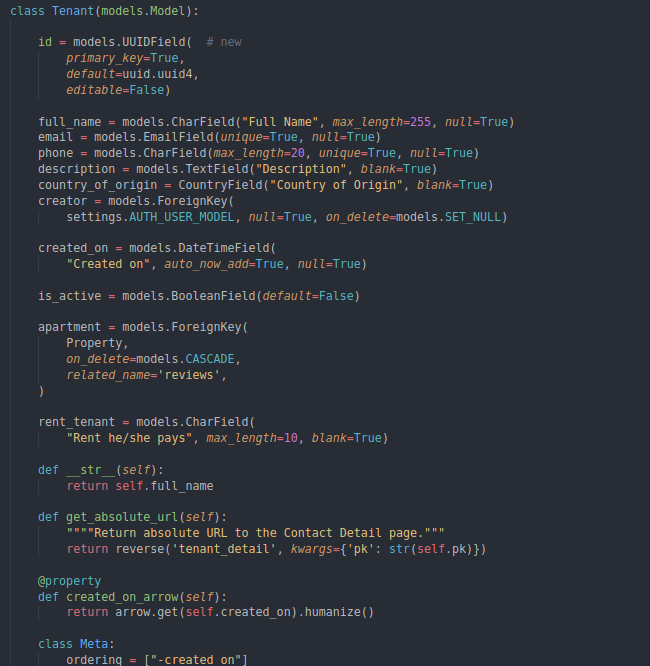 class Tenant(models.Model):
id = models.UUIDField(  # new
primary_key=True,
default=uuid.uuid4,
editable=False)
full_name = models.CharField("Full Name", max_length=255, null=True)
email = models.EmailField(unique=True, null=True)
phone = models.CharField(max_length=20, unique=True, null=True)
description = models.TextField("Description", blank=True)
country_of_origin = CountryField("Country of Origin", blank=True)
creator = models.ForeignKey(
settings.AUTH_USER_MODEL, null=True, on_delete=models.SET_NULL)
created_on = models.DateTimeField(
"Created on", auto_now_add=True, null=True)
is_active = models.BooleanField(default=False)
apartment = models.ForeignKey(
Property,
on_delete=models.CASCADE,
related_name='reviews',
)
rent_tenant = models.CharField(
"Rent he/she pays", max_length=10, blank=True)
def __str__(self):
return self.full_name
def get_absolute_url(self):
""""Return absolute URL to the Contact Detail page."""
return reverse('tenant_detail', kwargs={'pk': str(self.pk)})
@property
def created_on_arrow(self):
return arrow.get(self.created_on).humanize()
class Meta:
ordering = ["-created_on"]